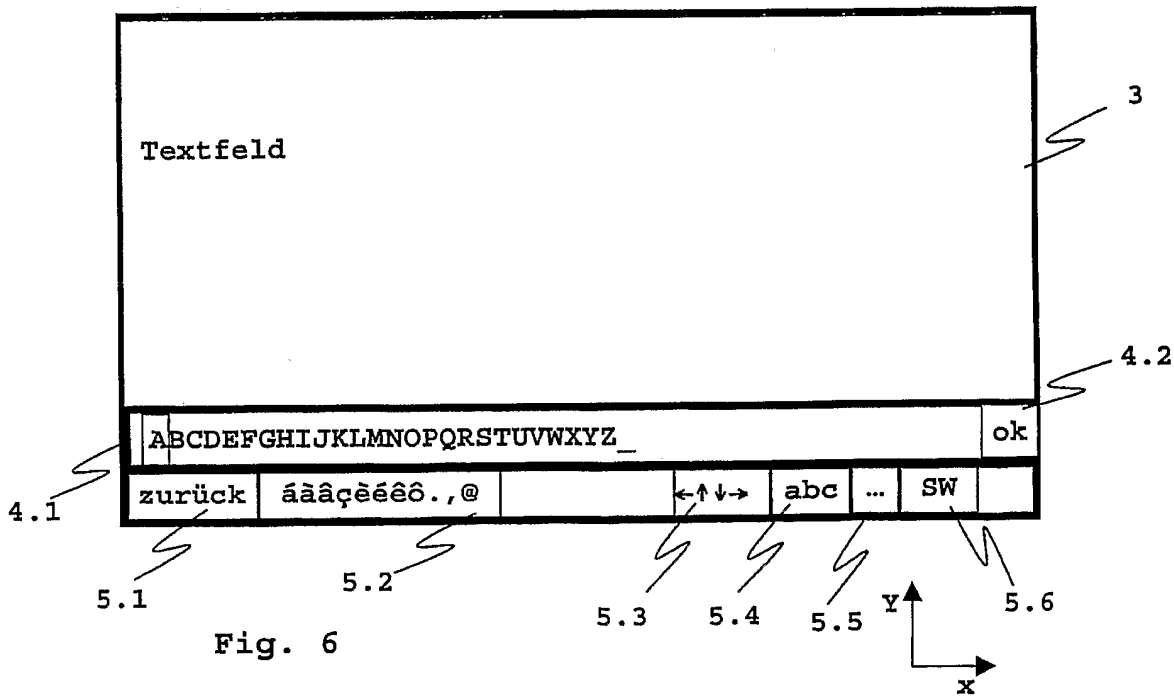 3
Textfeld
4.2
ABCDEFGHIJKLMNOPQRSTUVWXYZ_ ok
4.1
zurück áàâçèéêô.,@ ←↑↓→ abc … SW
5.1 5.2 5.3 5.4 5.5 5.6
Y
Fig. 6
x